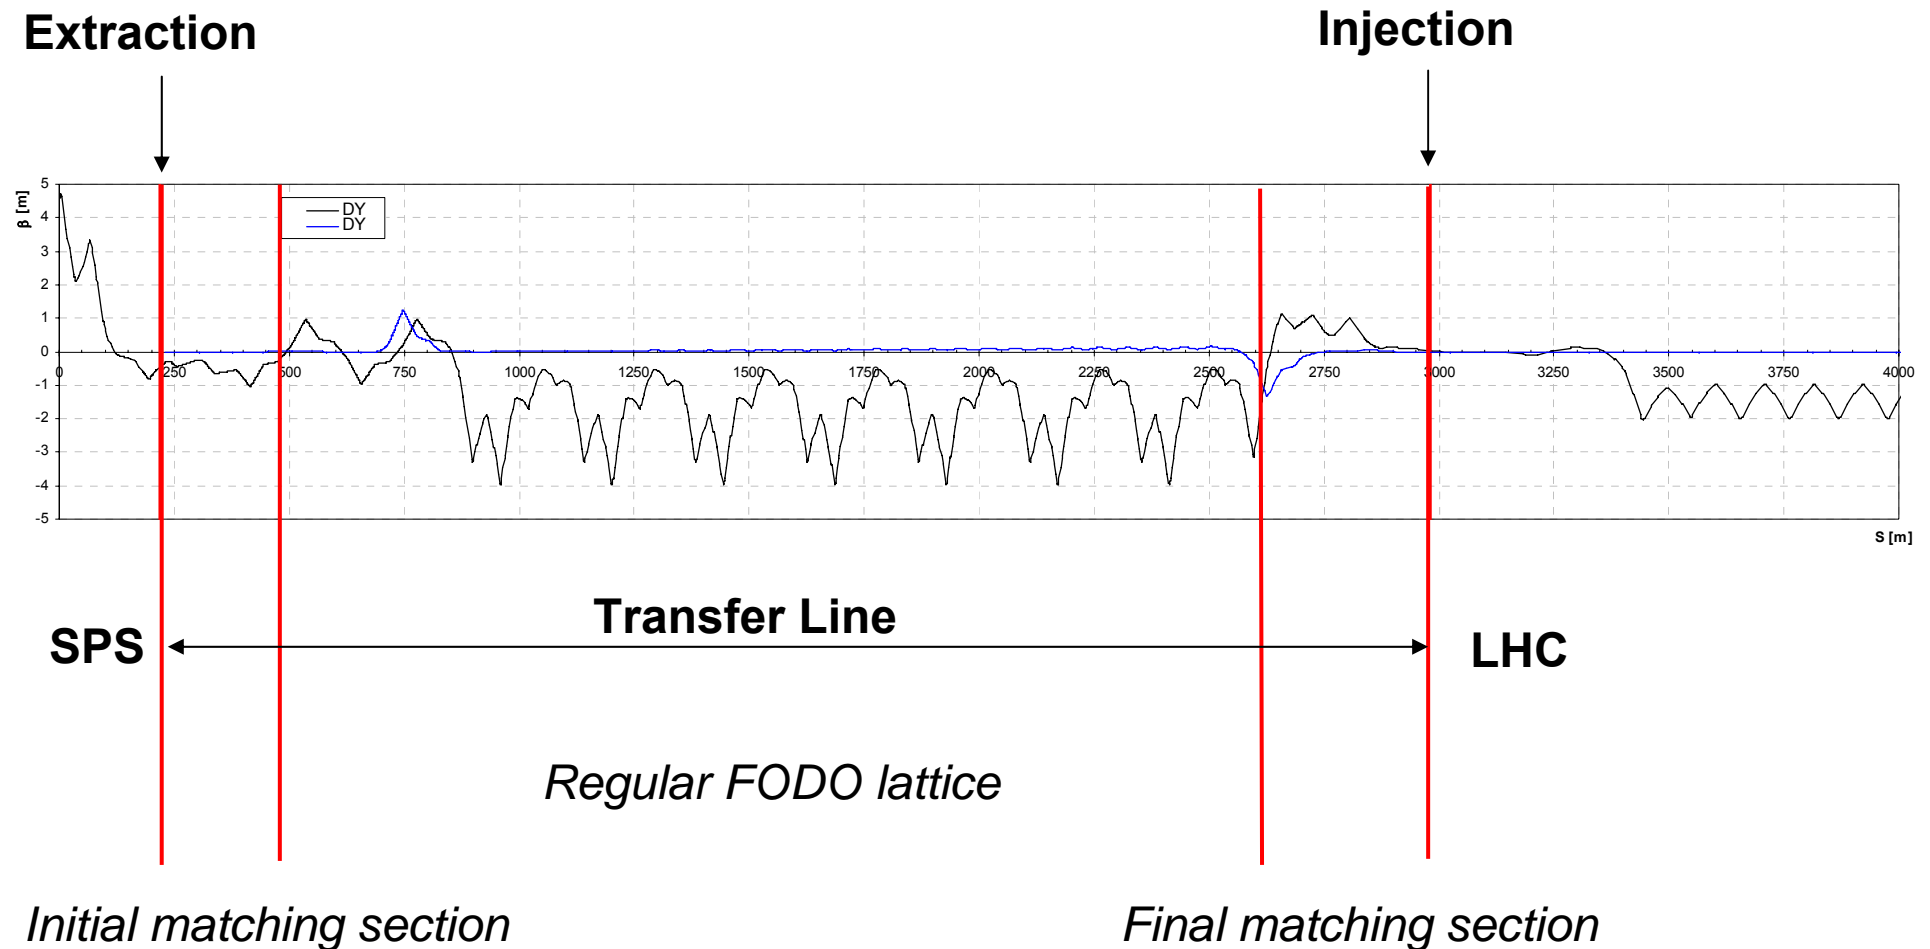 Extraction
Injection
β [m]
5
4
3
2
1
0
-1
-2
-3
-4
-5
DY
DY
0 250 500 750 1000 1250 1500 1750 2000 2250 2500 2750 3000 3250 3500 3750 4000
S [m]
Transfer Line
SPS
LHC
Regular FODO lattice
Initial matching section
Final matching section